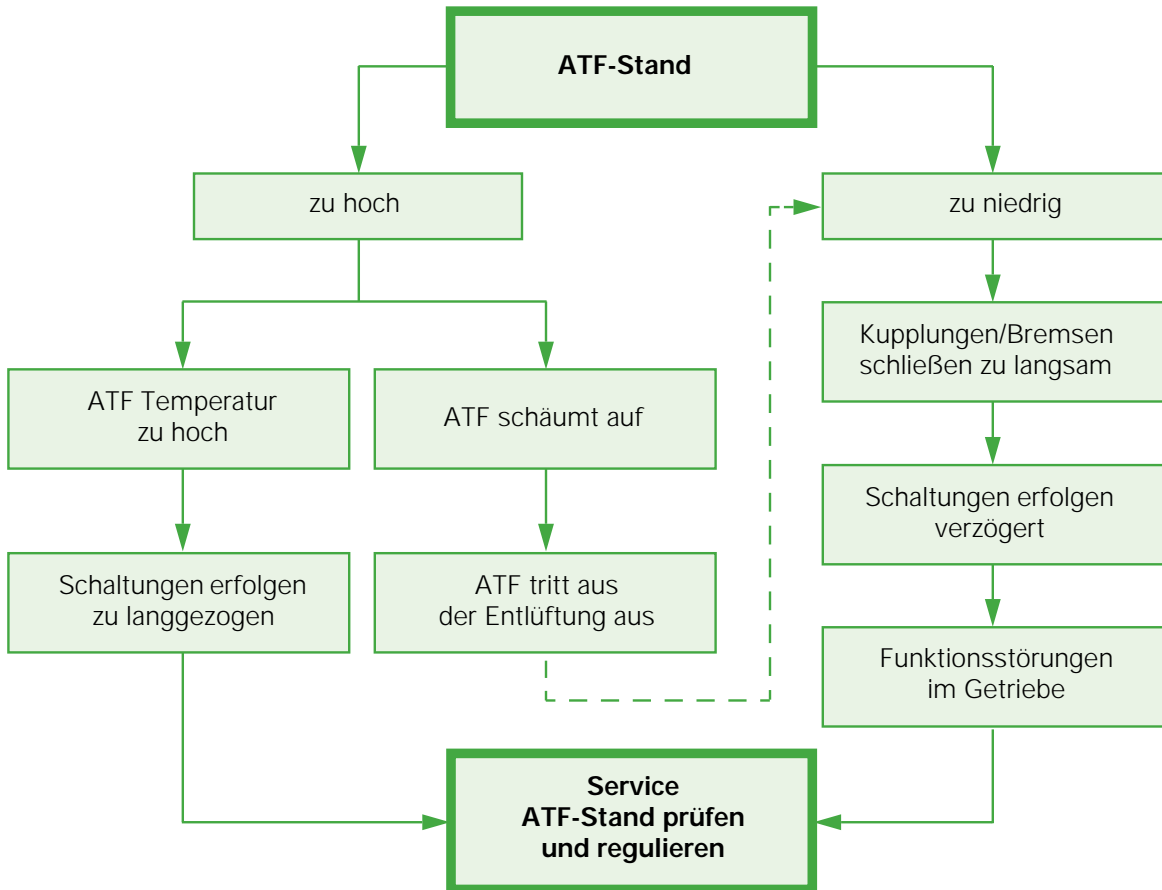 ATF-Stand
zu hoch
zu niedrig
Kupplungen/Bremsen
schließen zu langsam
ATF Temperatur
zu hoch
ATF schäumt auf
Schaltungen erfolgen
verzögert
Schaltungen erfolgen
zu langgezogen
ATF tritt aus
der Entlüftung aus
Funktionsstörungen
im Getriebe
Service
ATF-Stand prüfen
und regulieren